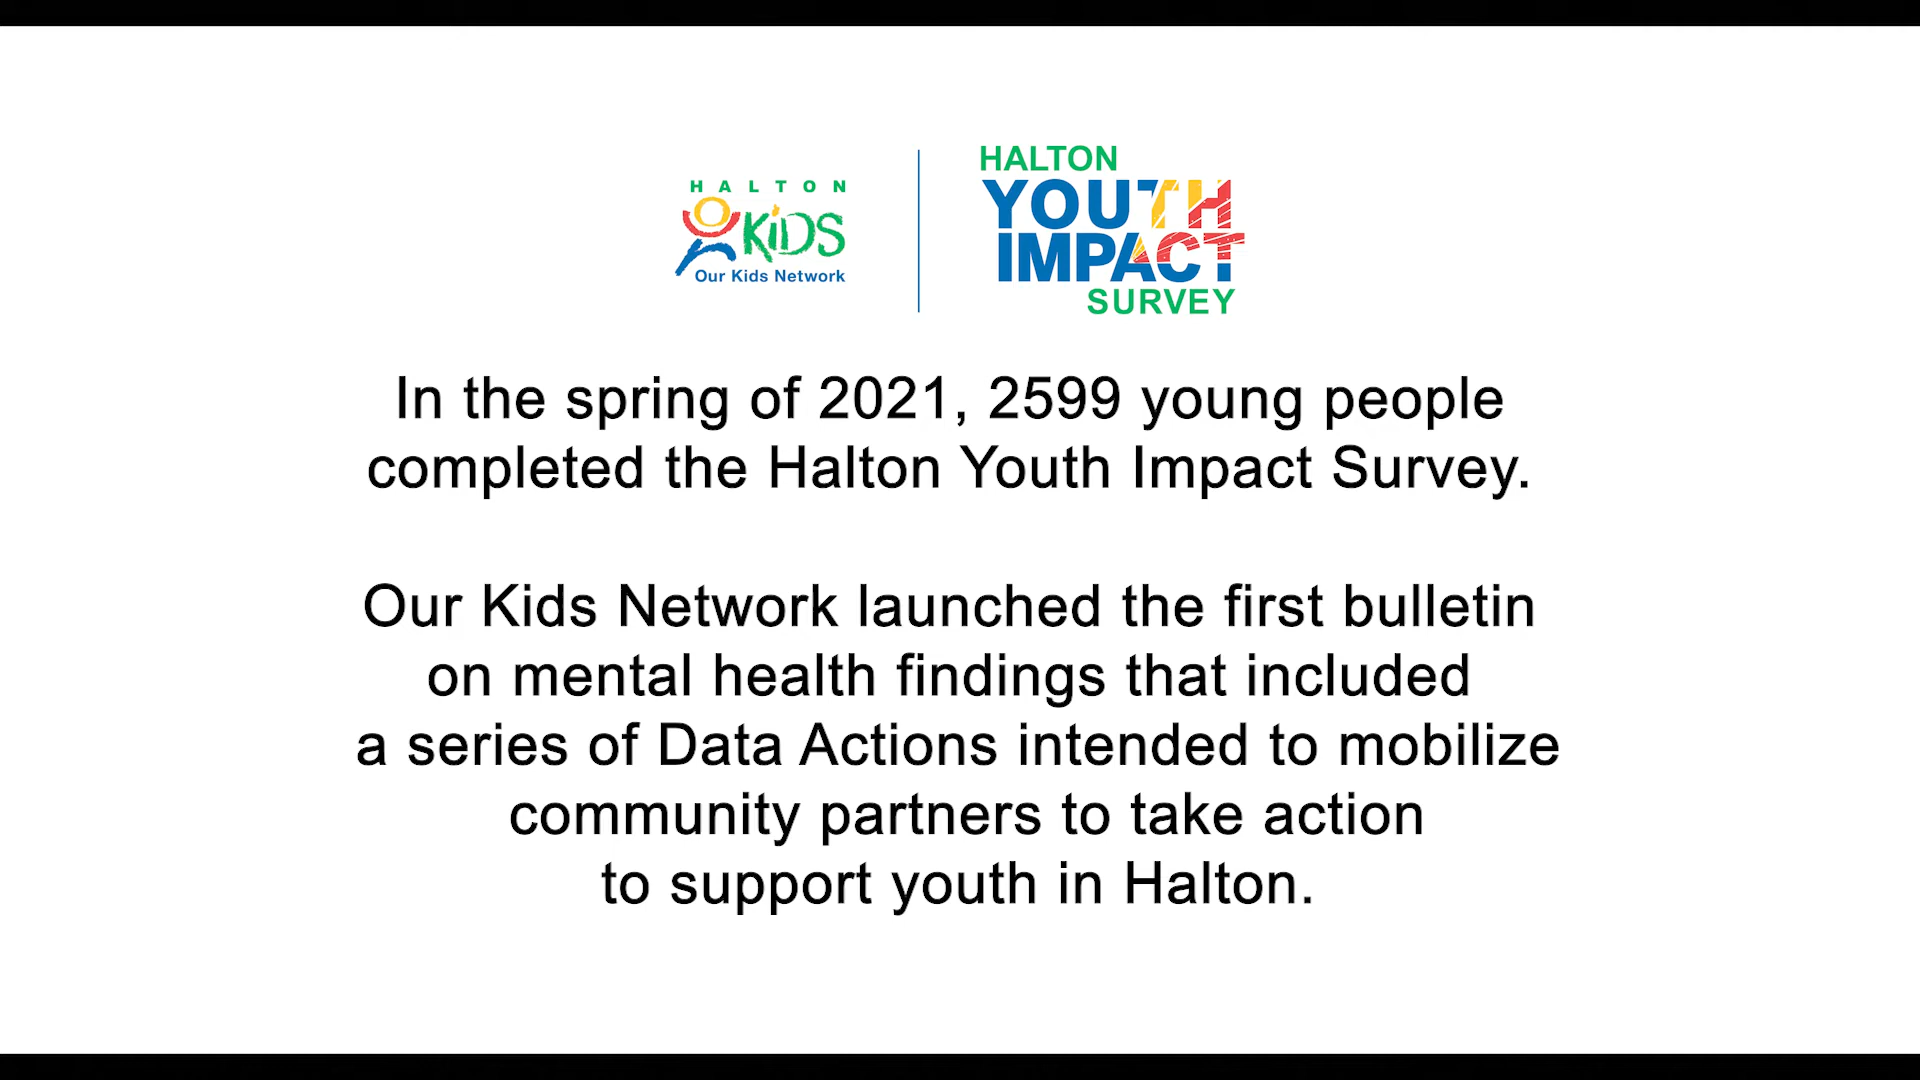 HALTON
KiDS
Our Kids Network
HALTON
YOUTH
IMPACT
SURVEY
In the spring of 2021, 2599 young people
completed the Halton Youth Impact Survey.
Our Kids Network launched the first bulletin
on mental health findings that included
a series of Data Actions intended to mobilize
community partners to take action
to support youth in Halton.